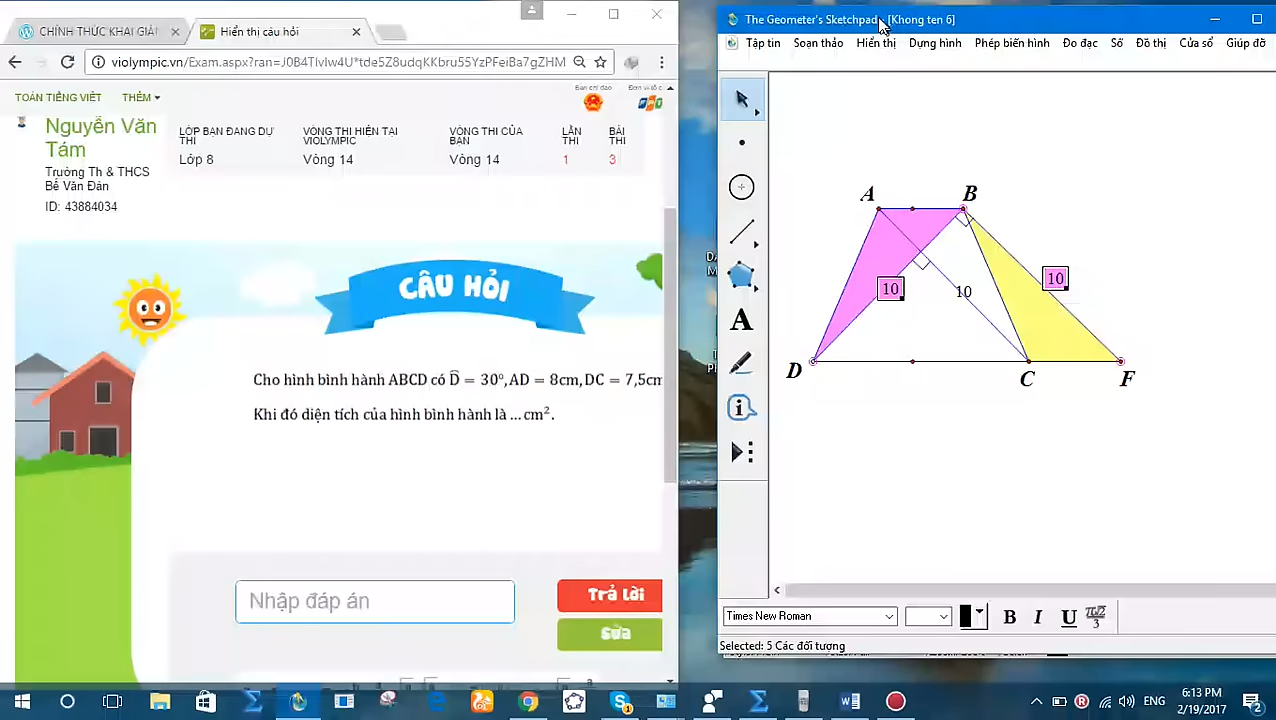 CHÍNH THỨC KHAI GIẢI
Hiển thị câu hỏi
violympic.vn/Exam.aspx?ran=
TOÁN TIẾNG VIỆT THÊM
Ban chỉ đạo
Nguyễn Văn Tám
Trường Th & THCS Bế Văn Đàn
ID: 43884034
LỚP BẠN ĐANG DỰ THI
Lớp 8
VÒNG THI HIỆN TẠI VIOLYMPIC
Vòng 14
VÒNG THI CỦA BẠN
Vòng 14
LẦN THI
1
BÀI THI
3
CÂU HỎI
Cho hình bình hành ABCD có D̂ = 30°, AD = 8cm, DC = 7,5cm
Khi đó diện tích của hình bình hành là ... cm².
Nhập đáp án
Trả lời
Sửa
The Geometer's Sketchpad - [Khong ten 6]
Tập tin Soạn thảo Hiển thị Dựng hình Phép biến hình Đo đạc Số Đồ thị Cửa sổ Giúp đỡ
A B
10
10
10
D C F
Times New Roman
B I U
Selected: 5 Các đối tượng
ENG
6:13 PM
2/19/2017